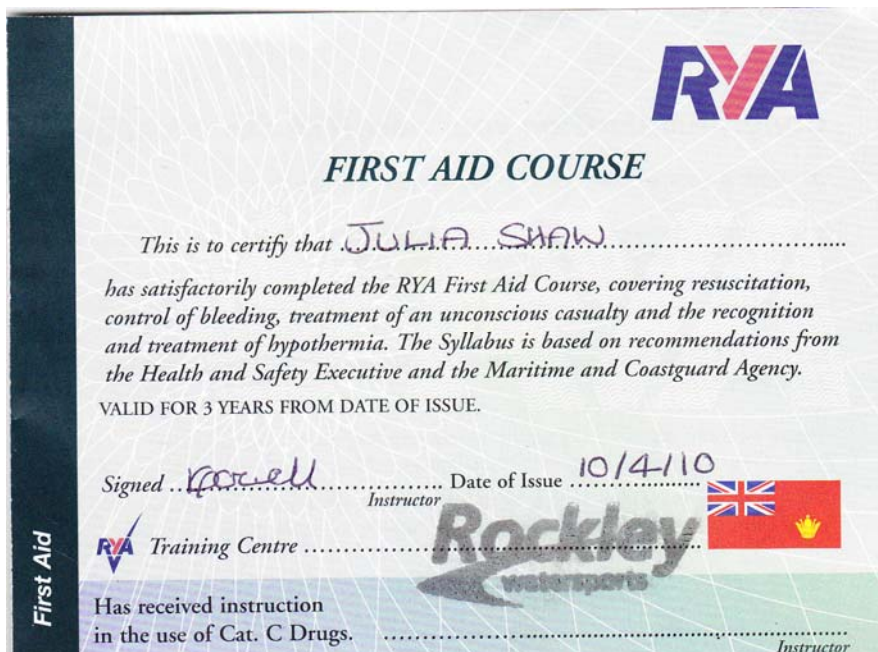 RYA
FIRST AID COURSE
This is to certify that JULIA SHAW
has satisfactorily completed the RYA First Aid Course, covering resuscitation,
control of bleeding, treatment of an unconscious casualty and the recognition
and treatment of hypothermia. The Syllabus is based on recommendations from
the Health and Safety Executive and the Maritime and Coastguard Agency.
VALID FOR 3 YEARS FROM DATE OF ISSUE.
Signed Date of Issue 10/4/10
Instructor
RYA Training Centre Rockley
watersports
Has received instruction
in the use of Cat. C Drugs.
Instructor
First Aid